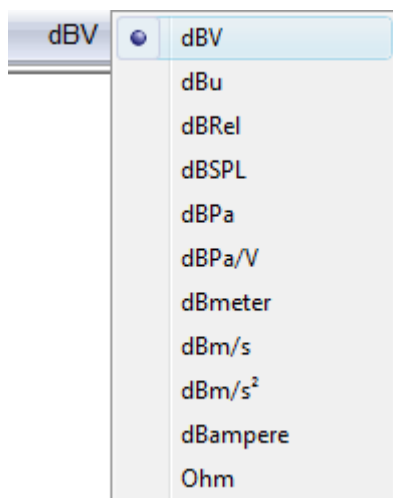 dBV
dBV
dBu
dBRel
dBSPL
dBPa
dBPa/V
dBmeter
dBm/s
dBm/s²
dBampere
Ohm